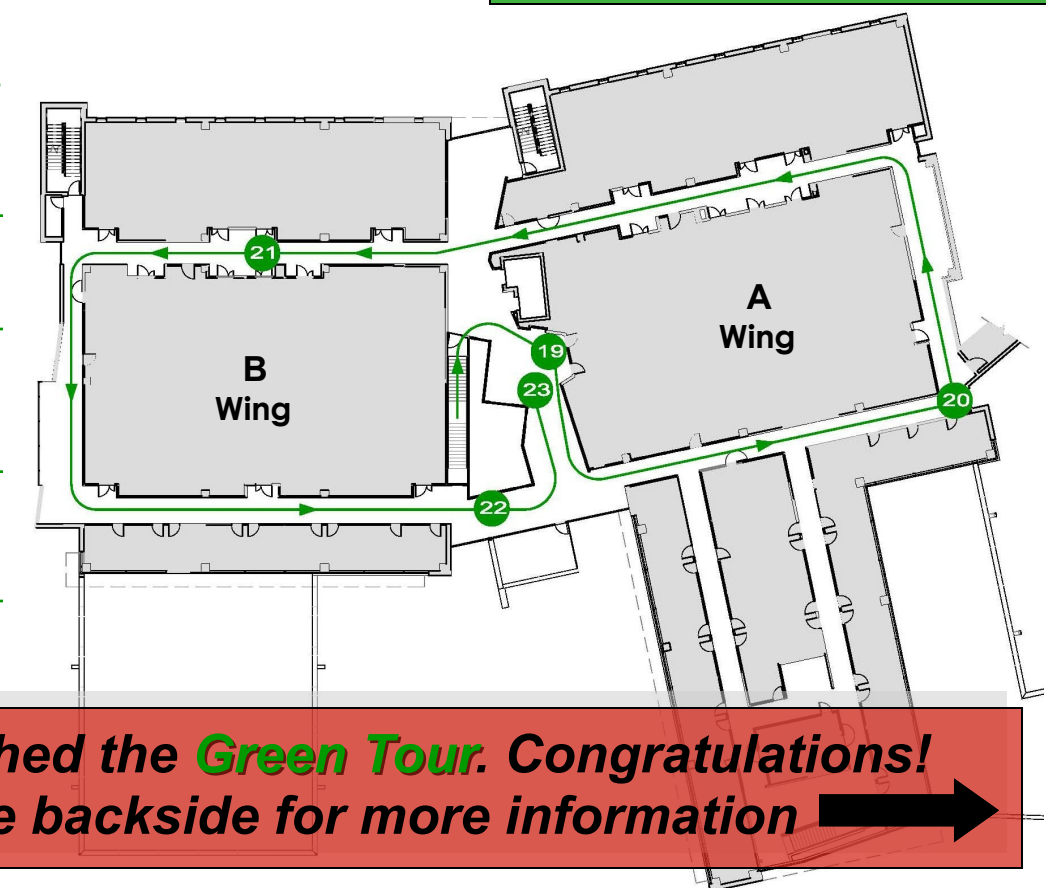 A
Wing
21
19
B
Wing
23
20
22
hed the Green Tour. Congratulations!
e backside for more information